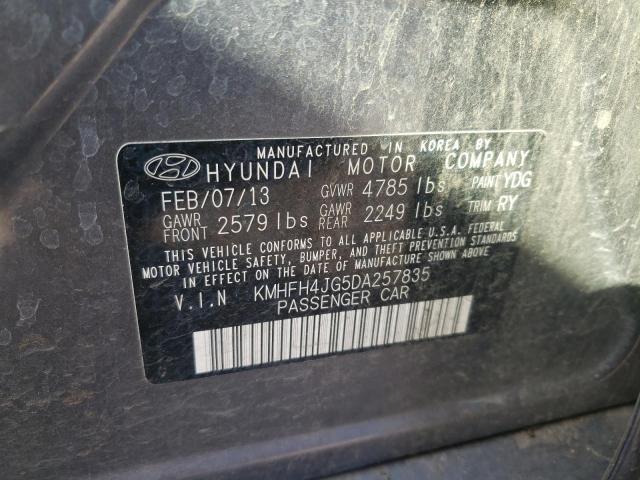 MANUFACTURED IN KOREA BY
HYUNDAI MOTOR COMPANY
FEB/07/13 GVWR 4785 lbs PAINT YDG
GAWR FRONT 2579 lbs GAWR REAR 2249 lbs TRIM RY
THIS VEHICLE CONFORMS TO ALL APPLICABLE U.S.A. FEDERAL
MOTOR VEHICLE SAFETY, BUMPER, AND THEFT PREVENTION STANDARDS
IN EFFECT ON THE DATE OF MANUFACTURE SHOWN ABOVE.
V.I.N KMHFH4JG5DA257835
PASSENGER CAR